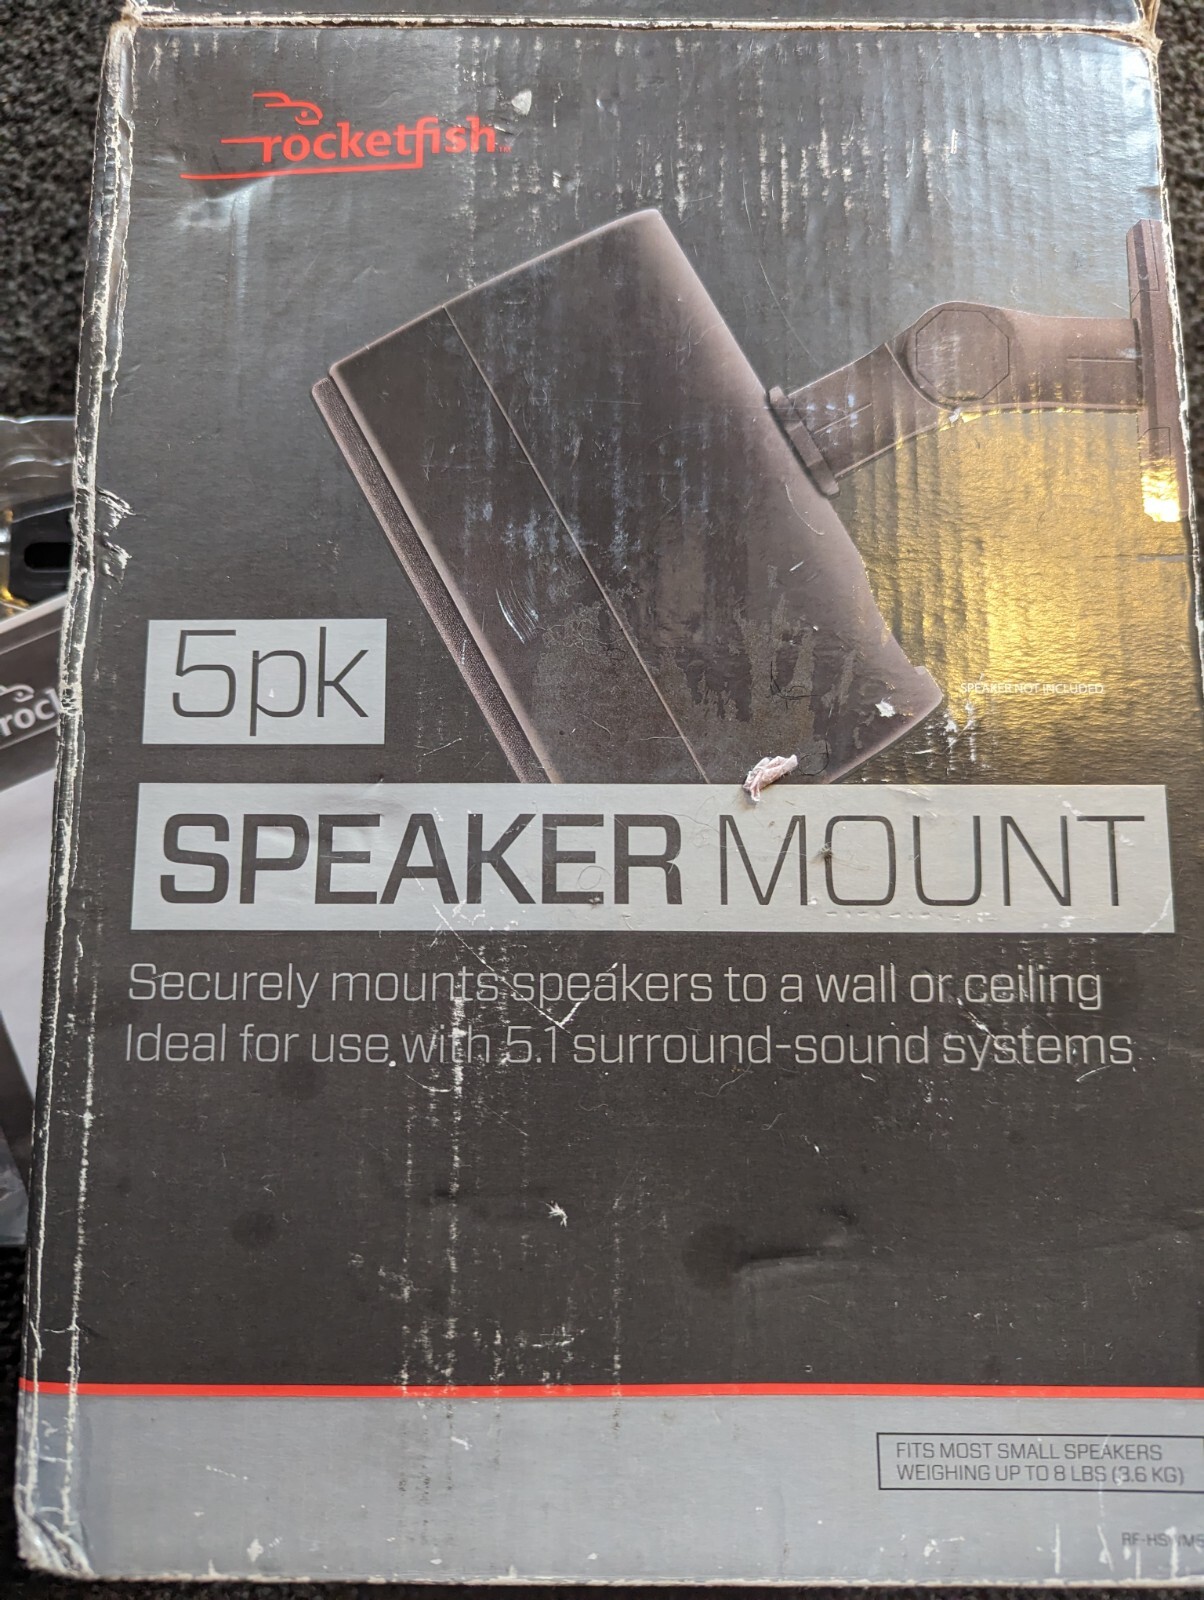 rocketfish™
5pk
SPEAKER NOT INCLUDED
SPEAKER MOUNT
Securely mounts speakers to a wall or ceiling
Ideal for use with 5.1 surround-sound systems
FITS MOST SMALL SPEAKERS
WEIGHING UP TO 8 LBS (3.6 KG)